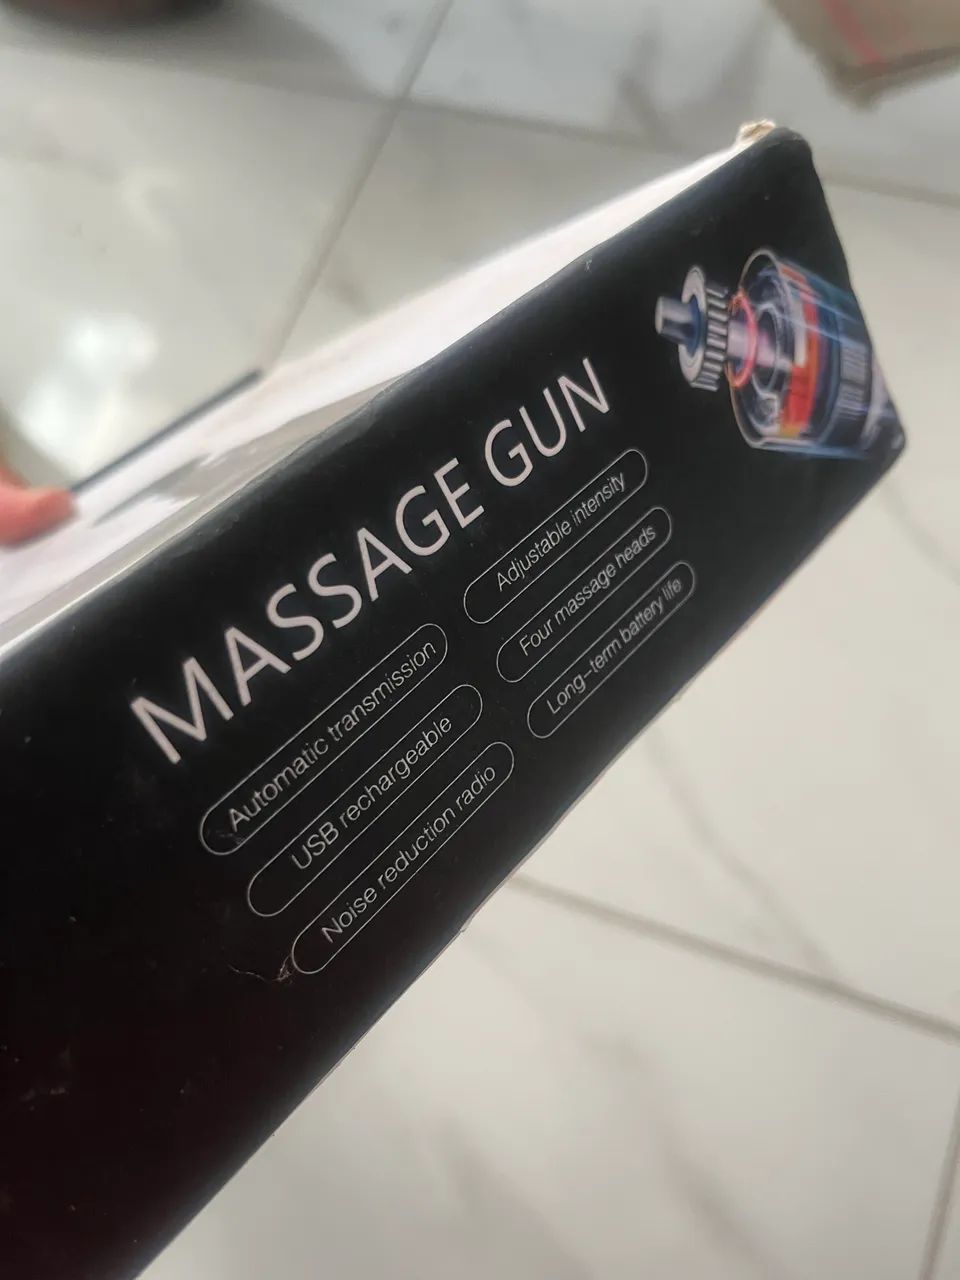 MASSAGE GUN
Automatic transmission
Adjustable intensity
USB rechargeable
Four massage heads
Noise reduction radio
Long-term battery life